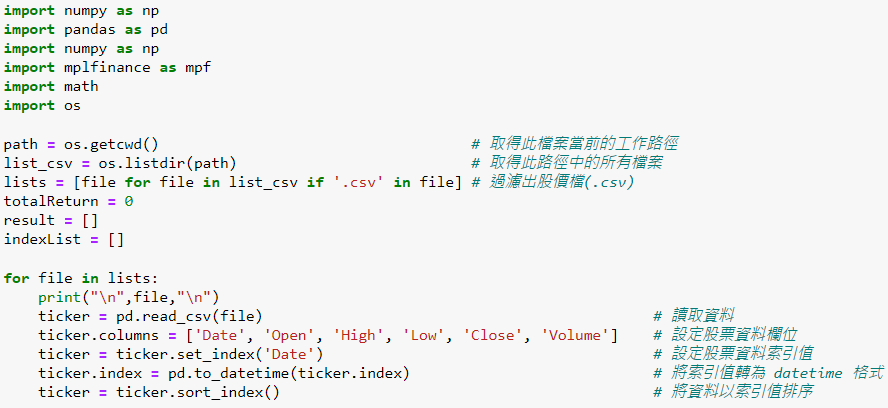 import numpy as np
import pandas as pd
import numpy as np
import mplfinance as mpf
import math
import os
path = os.getcwd() # 取得此檔案當前的工作路徑
list_csv = os.listdir(path) # 取得此路徑中的所有檔案
lists = [file for file in list_csv if '.csv' in file] # 過濾出股價檔(.csv)
totalReturn = 0
result = []
indexList = []
for file in lists:
    print("\n",file,"\n")
    ticker = pd.read_csv(file) # 讀取資料
    ticker.columns = ['Date', 'Open', 'High', 'Low', 'Close', 'Volume'] # 設定股票資料欄位
    ticker = ticker.set_index('Date') # 設定股票資料索引值
    ticker.index = pd.to_datetime(ticker.index) # 將索引值轉為 datetime 格式
    ticker = ticker.sort_index() # 將資料以索引值排序